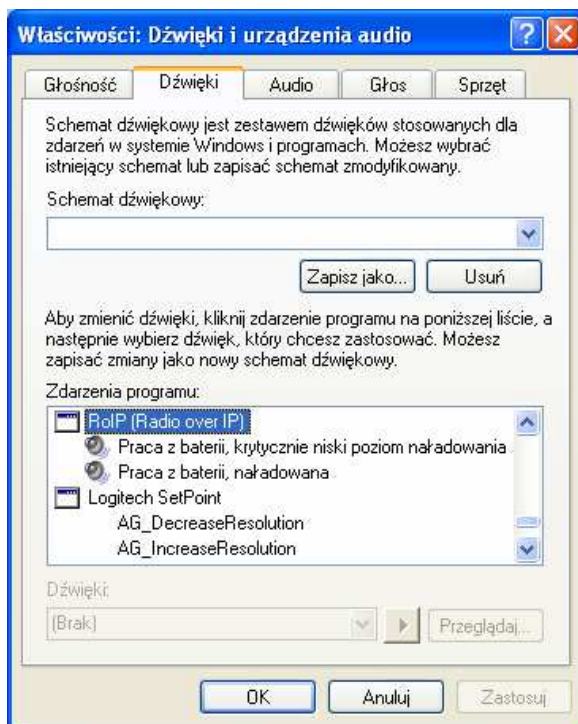 Właściwości: Dźwięki i urządzenia audio
Głośność Dźwięki Audio Głos Sprzęt
Schemat dźwiękowy jest zestawem dźwięków stosowanych dla
zdarzeń w systemie Windows i programach. Możesz wybrać
istniejący schemat lub zapisać schemat zmodyfikowany.
Schemat dźwiękowy:
Zapisz jako... Usuń
Aby zmienić dźwięki, kliknij zdarzenie programu na poniższej liście, a
następnie wybierz dźwięk, który chcesz zastosować. Możesz
zapisać zmiany jako nowy schemat dźwiękowy.
Zdarzenia programu:
RoIP (Radio over IP)
Praca z baterii, krytycznie niski poziom naładowania
Praca z baterii, naładowana
Logitech SetPoint
AG_DecreaseResolution
AG_IncreaseResolution
Dźwięki:
(Brak) Przeglądaj...
OK Anuluj Zastosuj